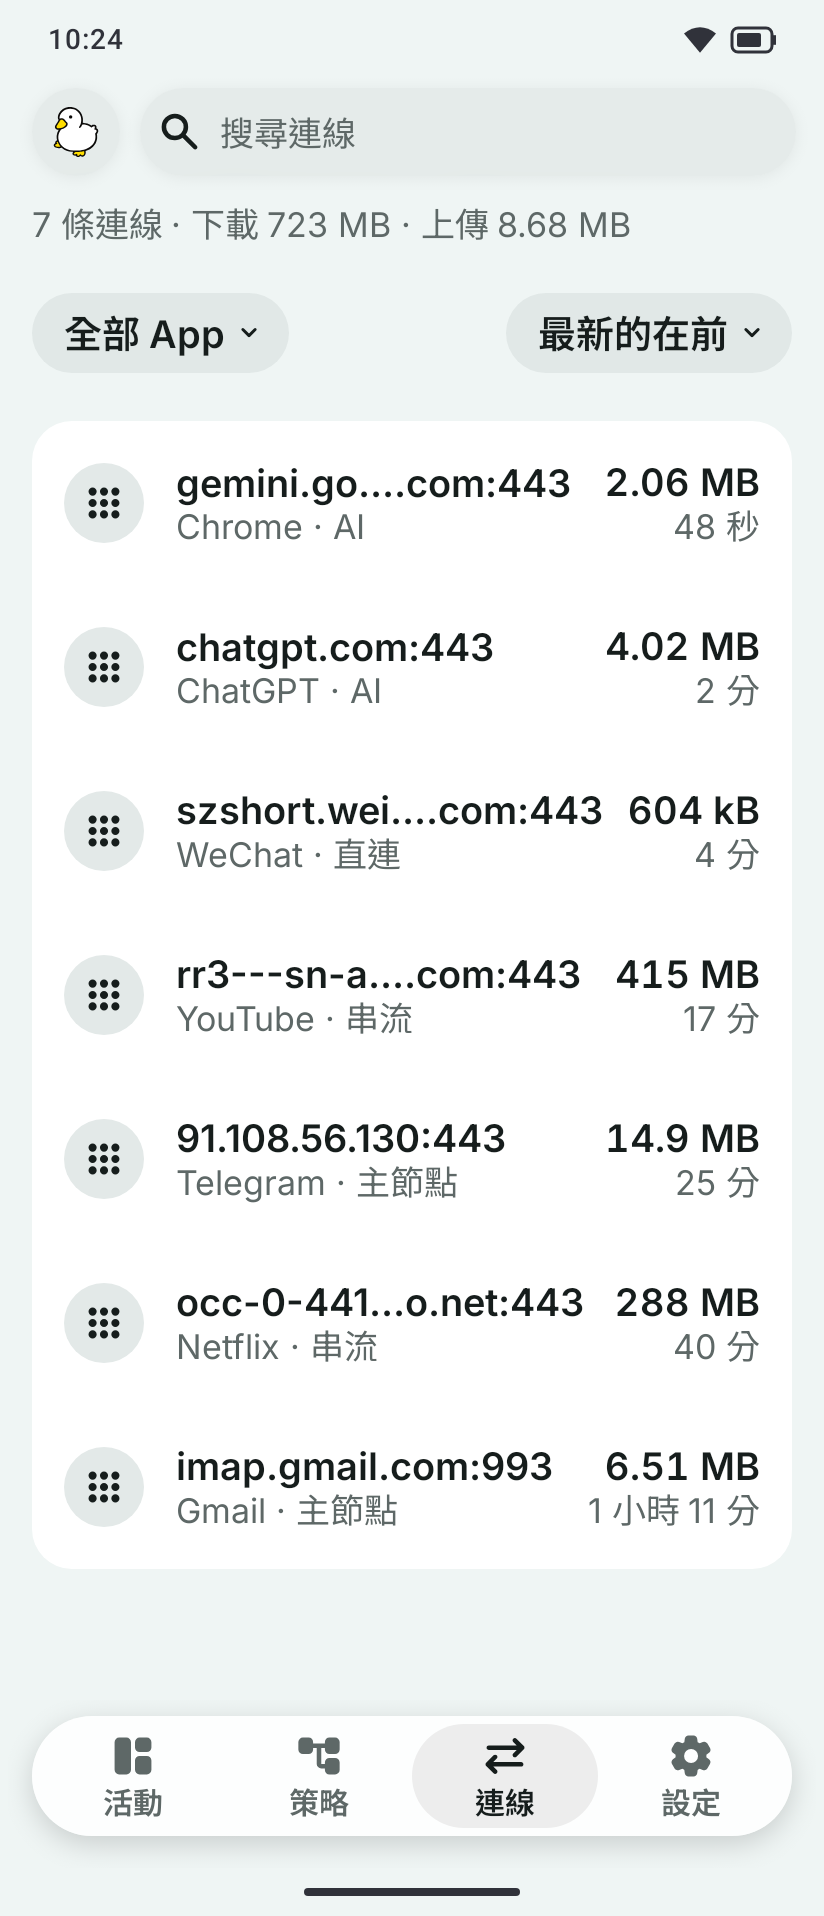 10:24
搜尋連線
7 條連線 · 下載 723 MB · 上傳 8.68 MB
全部 App
最新的在前
gemini.go....com:443 2.06 MB
Chrome · AI 48 秒
chatgpt.com:443 4.02 MB
ChatGPT · AI 2 分
szshort.wei....com:443 604 kB
WeChat · 直連 4 分
rr3---sn-a....com:443 415 MB
YouTube · 串流 17 分
91.108.56.130:443 14.9 MB
Telegram · 主節點 25 分
occ-0-441...o.net:443 288 MB
Netflix · 串流 40 分
imap.gmail.com:993 6.51 MB
Gmail · 主節點 1 小時 11 分
活動 策略 連線 設定